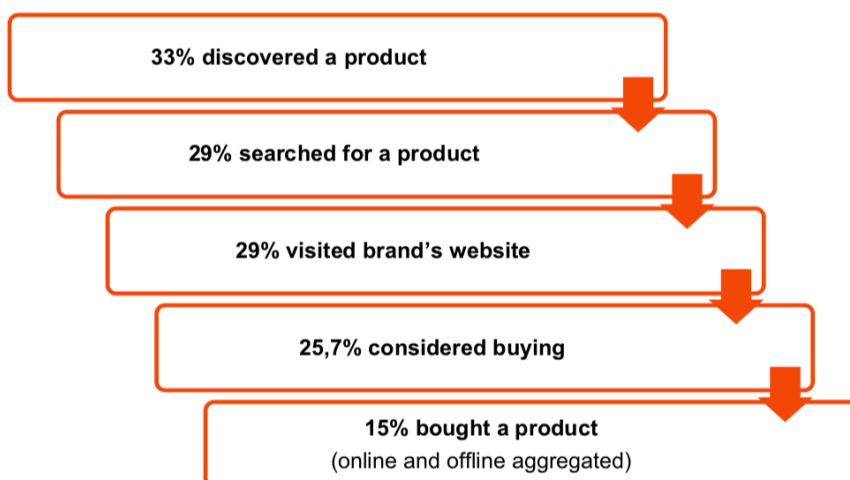 33% discovered a product
29% searched for a product
29% visited brand’s website
25,7% considered buying
15% bought a product
(online and offline aggregated)